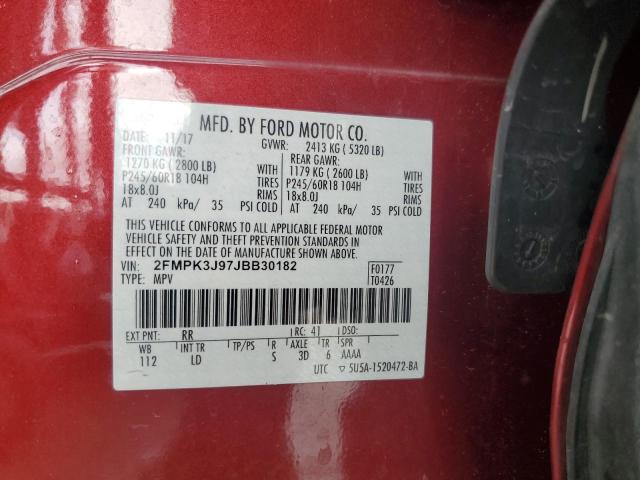 MFD. BY FORD MOTOR CO.
DATE: 11/17 GVWR: 2413 KG ( 5320 LB)
FRONT GAWR: REAR GAWR:
1270 KG ( 2800 LB) WITH 1179 KG ( 2600 LB) WITH
P245/60R18 104H TIRES P245/60R18 104H TIRES
18x8.0J RIMS 18x8.0J RIMS
AT 240 kPa/ 35 PSI COLD AT 240 kPa/ 35 PSI COLD
THIS VEHICLE CONFORMS TO ALL APPLICABLE FEDERAL MOTOR
VEHICLE SAFETY AND THEFT PREVENTION STANDARDS IN
EFFECT ON THE DATE OF MANUFACTURE SHOWN ABOVE.
VIN: 2FMPK3J97JBB30182 F0177
TYPE: MPV T0426
EXT PNT: RR RC: 41 DSO:
WB INT TR TP/PS R AXLE TR SPR
112 LD S 3D 6 AAAA
UTC ▽ 5U5A-1520472-BA